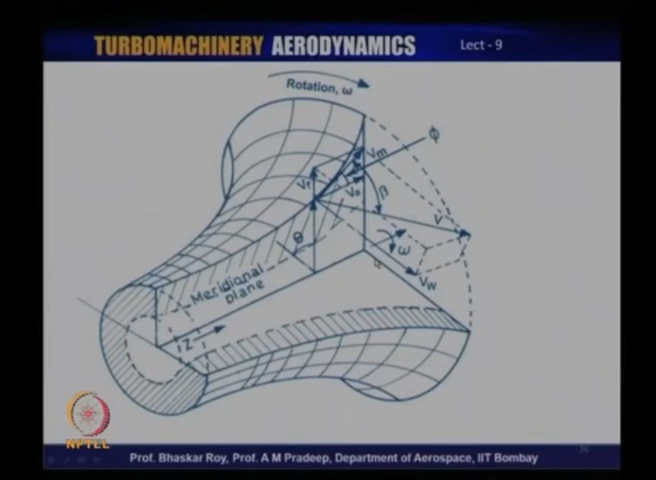 TURBOMACHINERY AERODYNAMICS Lect - 9
Rotation, ω
ϕ
Vm
Vr
Va
β
V
θ
ω
Vw
Meridional
plane
Z
NPTEL
Prof. Bhaskar Roy, Prof. A M Pradeep, Department of Aerospace, IIT Bombay